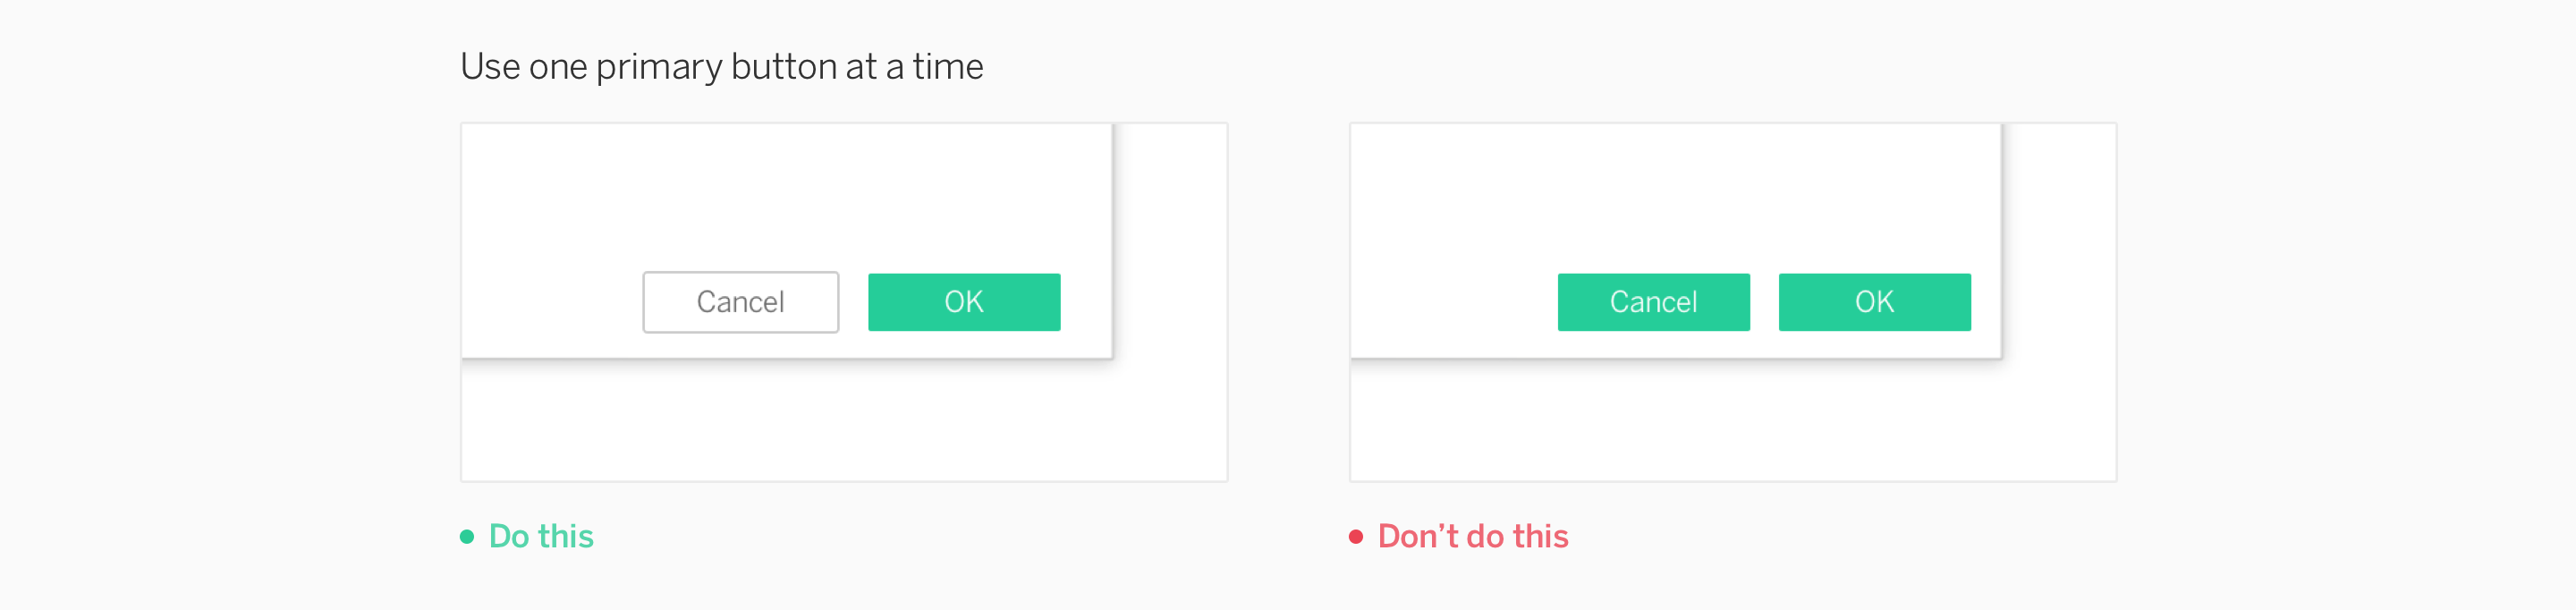 Use one primary button at a time
Cancel
OK
Cancel
OK
Do this
Don’t do this